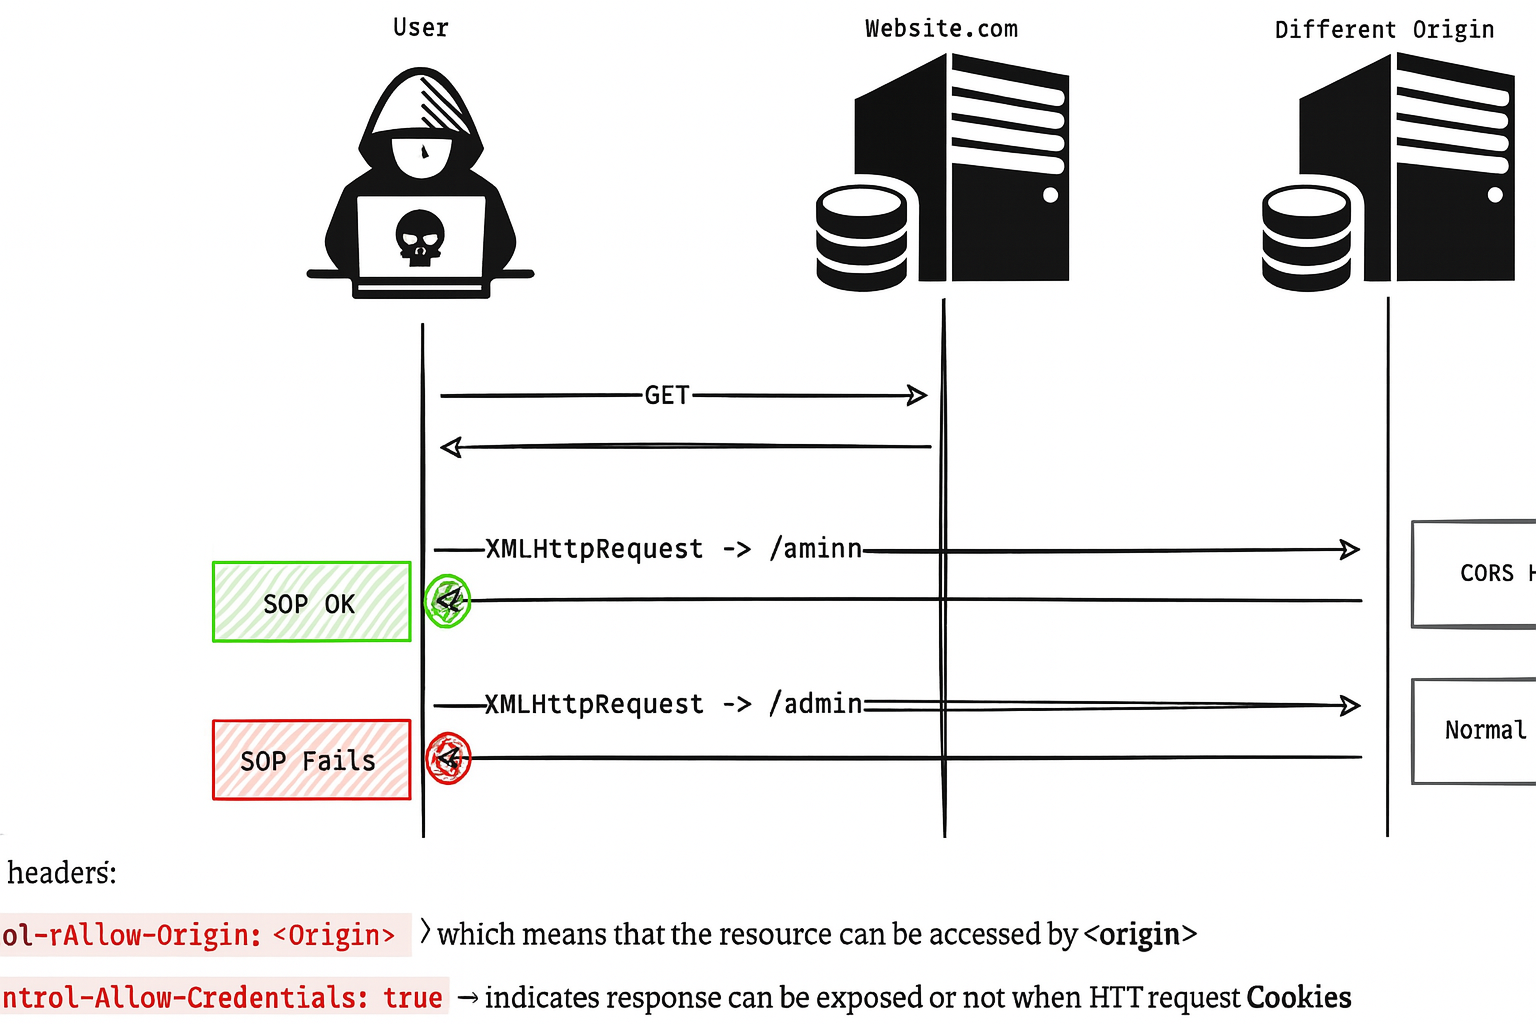 User
Website.com
Different Origin
GET
XMLHttpRequest -> /aminn
CORS H
SOP OK
XMLHttpRequest -> /admin
Normal
SOP Fails
headers:
ol-rAllow-Origin: <Origin> 〉which means that the resource can be accessed by <origin>
ntrol-Allow-Credentials: true → indicates response can be exposed or not when HTT request Cookies